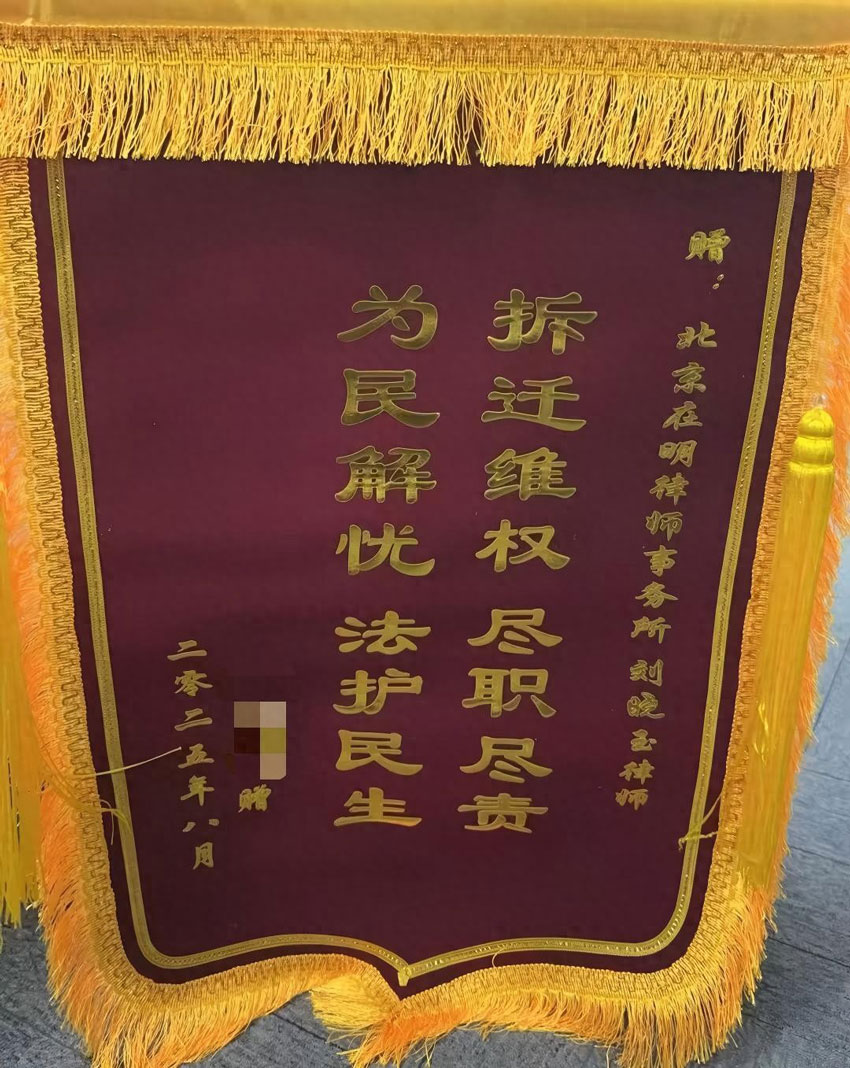 赠：北京在明律师事务所 刘晓玉律师
拆迁维权 尽职尽责
为民解忧 法护民生
赠
二零二五年八月